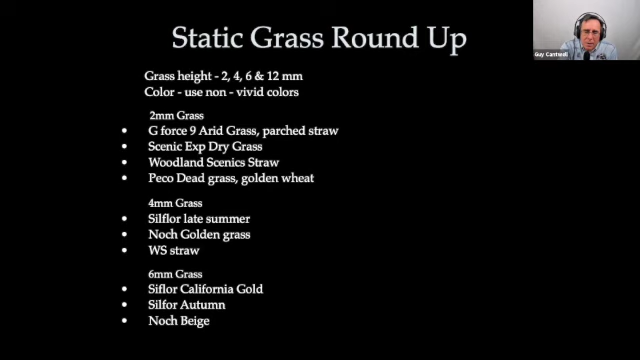 Static Grass Round Up
Guy Cantwell
Grass height - 2, 4, 6 & 12 mm
Color - use non - vivid colors
2mm Grass
• G force 9 Arid Grass, parched straw
• Scenic Exp Dry Grass
• Woodland Scenics Straw
• Peco Dead grass, golden wheat
4mm Grass
• Silflor late summer
• Noch Golden grass
• WS straw
6mm Grass
• Siflor California Gold
• Silfor Autumn
• Noch Beige